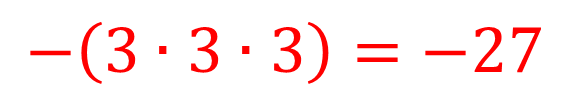 −(3 · 3 · 3) = −27